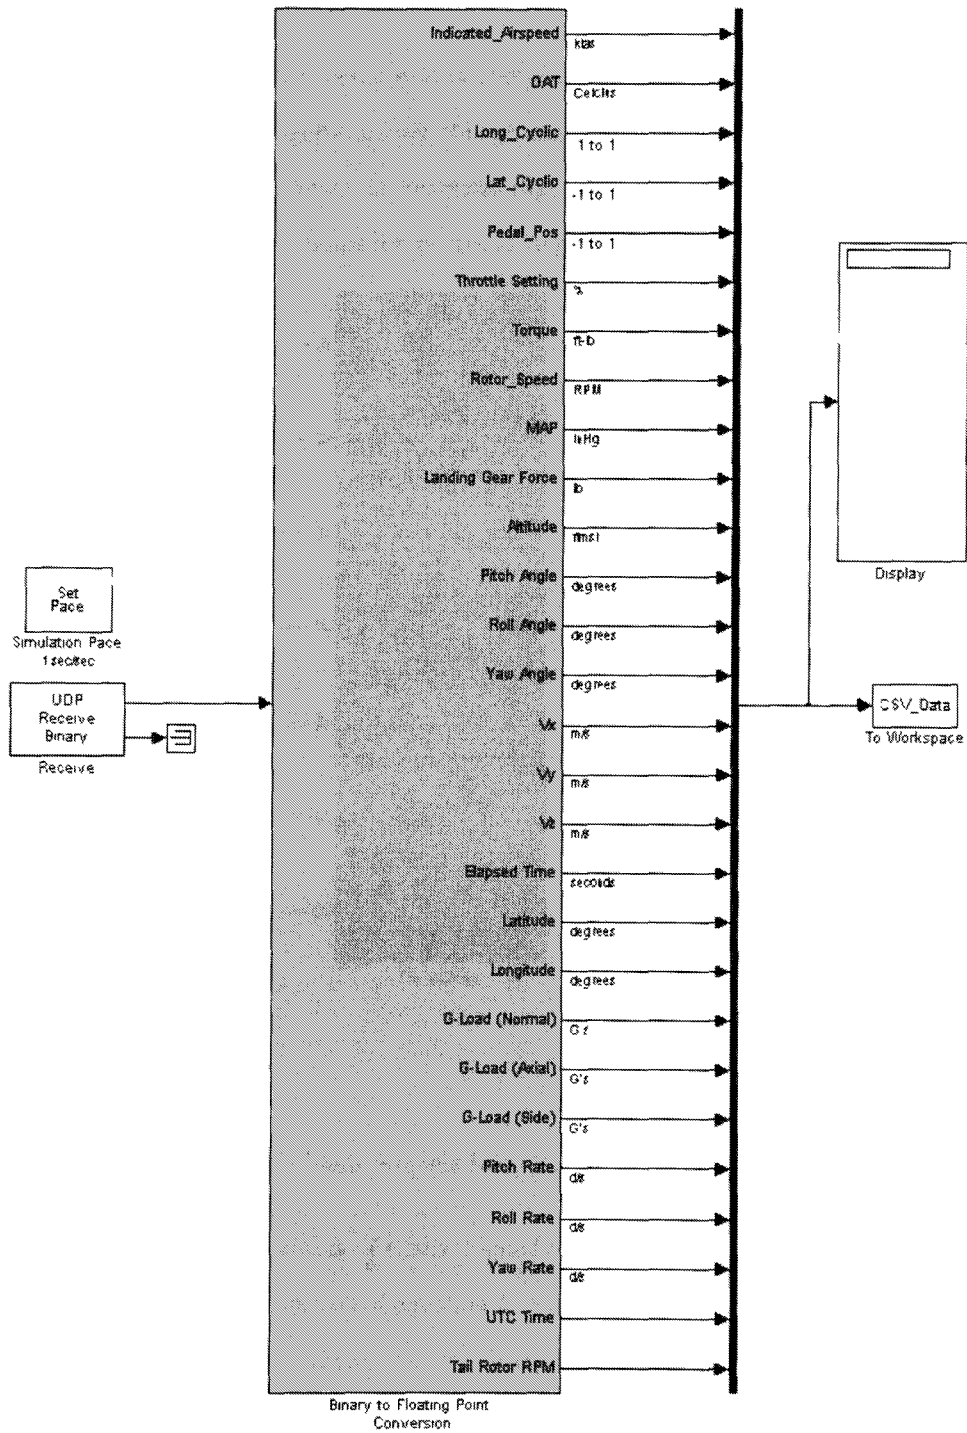 Indicated_Airspeed
ktas
OAT
Long_Cyclic
1 to 1
Lat_Cyclic
-1 to 1
Pedal_Pos
-1 to 1
Throttle Setting
%
Torque
ft-lb
Rotor_Speed
RPM
MAP
InHg
Landing Gear Force
lb
Altitude
ftmsl
Pitch Angle
degrees
Roll Angle
degrees
Yaw Angle
degrees
Vx
m/s
Vy
m/s
Vz
m/s
Elapsed Time
seconds
Latitude
degrees
Longitude
degrees
G-Load (Normal)
G's
G-Load (Axial)
G's
G-Load (Side)
G's
Pitch Rate
d/s
Roll Rate
d/s
Yaw Rate
d/s
UTC Time
Tail Rotor RPM
Binary to Floating Point
Conversion
Set
Pace
Simulation Pace
1 sec/sec
UDP
Receive
Binary
Receive
Display
CSV_Data
To Workspace